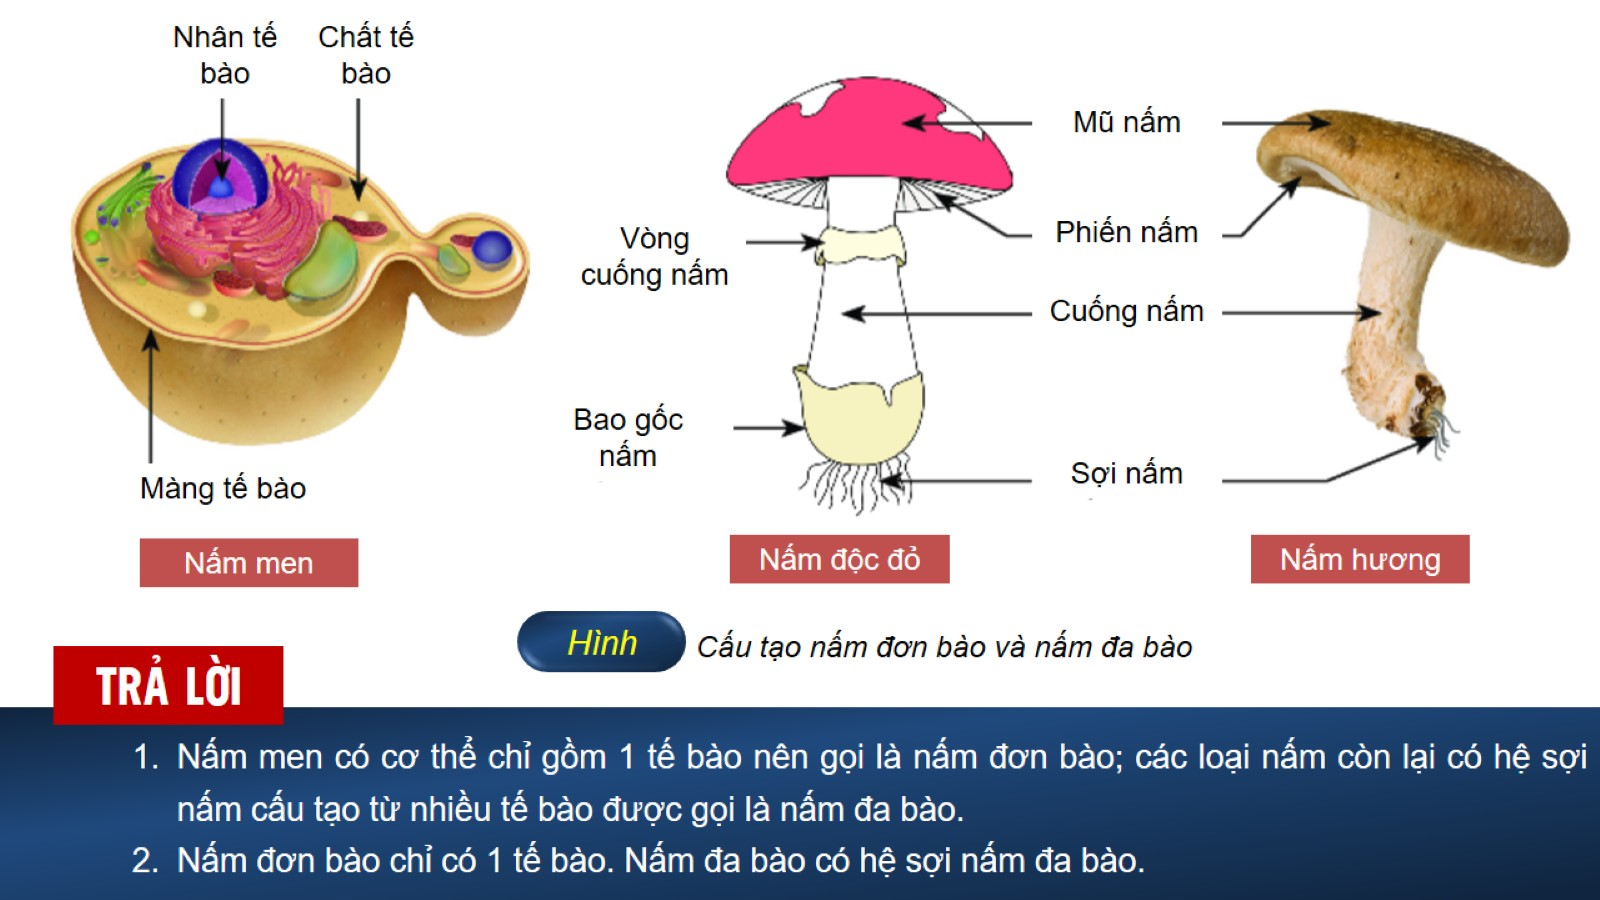 Nhân tế
bào
Chất tế
bào
Màng tế bào
Nấm men
Vòng
cuống nấm
Bao gốc
nấm
Mũ nấm
Phiến nấm
Cuống nấm
Sợi nấm
Nấm độc đỏ
Nấm hương
Hình
Cấu tạo nấm đơn bào và nấm đa bào
TRẢ LỜI
1. Nấm men có cơ thể chỉ gồm 1 tế bào nên gọi là nấm đơn bào; các loại nấm còn lại có hệ sợi
nấm cấu tạo từ nhiều tế bào được gọi là nấm đa bào.
2. Nấm đơn bào chỉ có 1 tế bào. Nấm đa bào có hệ sợi nấm đa bào.